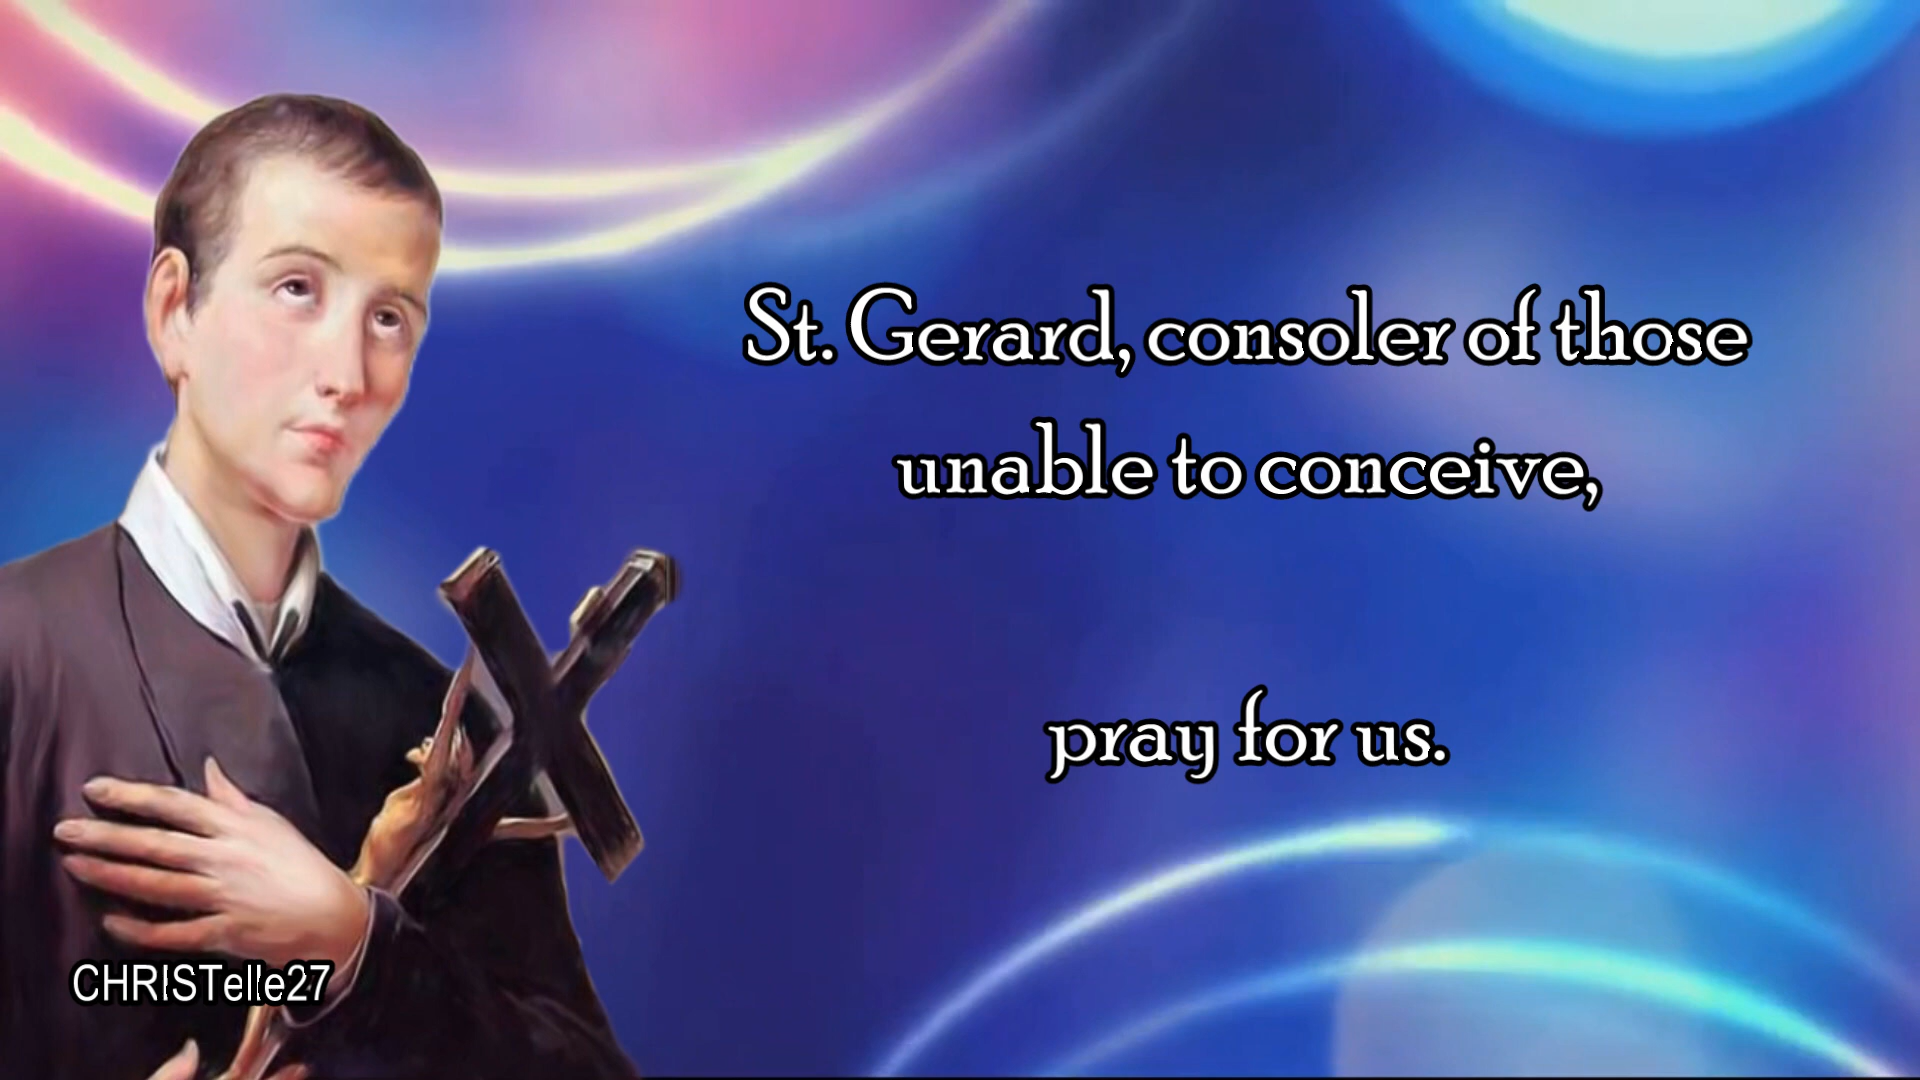 St. Gerard, consoler of those
unable to conceive,
pray for us.
CHRISTelle27